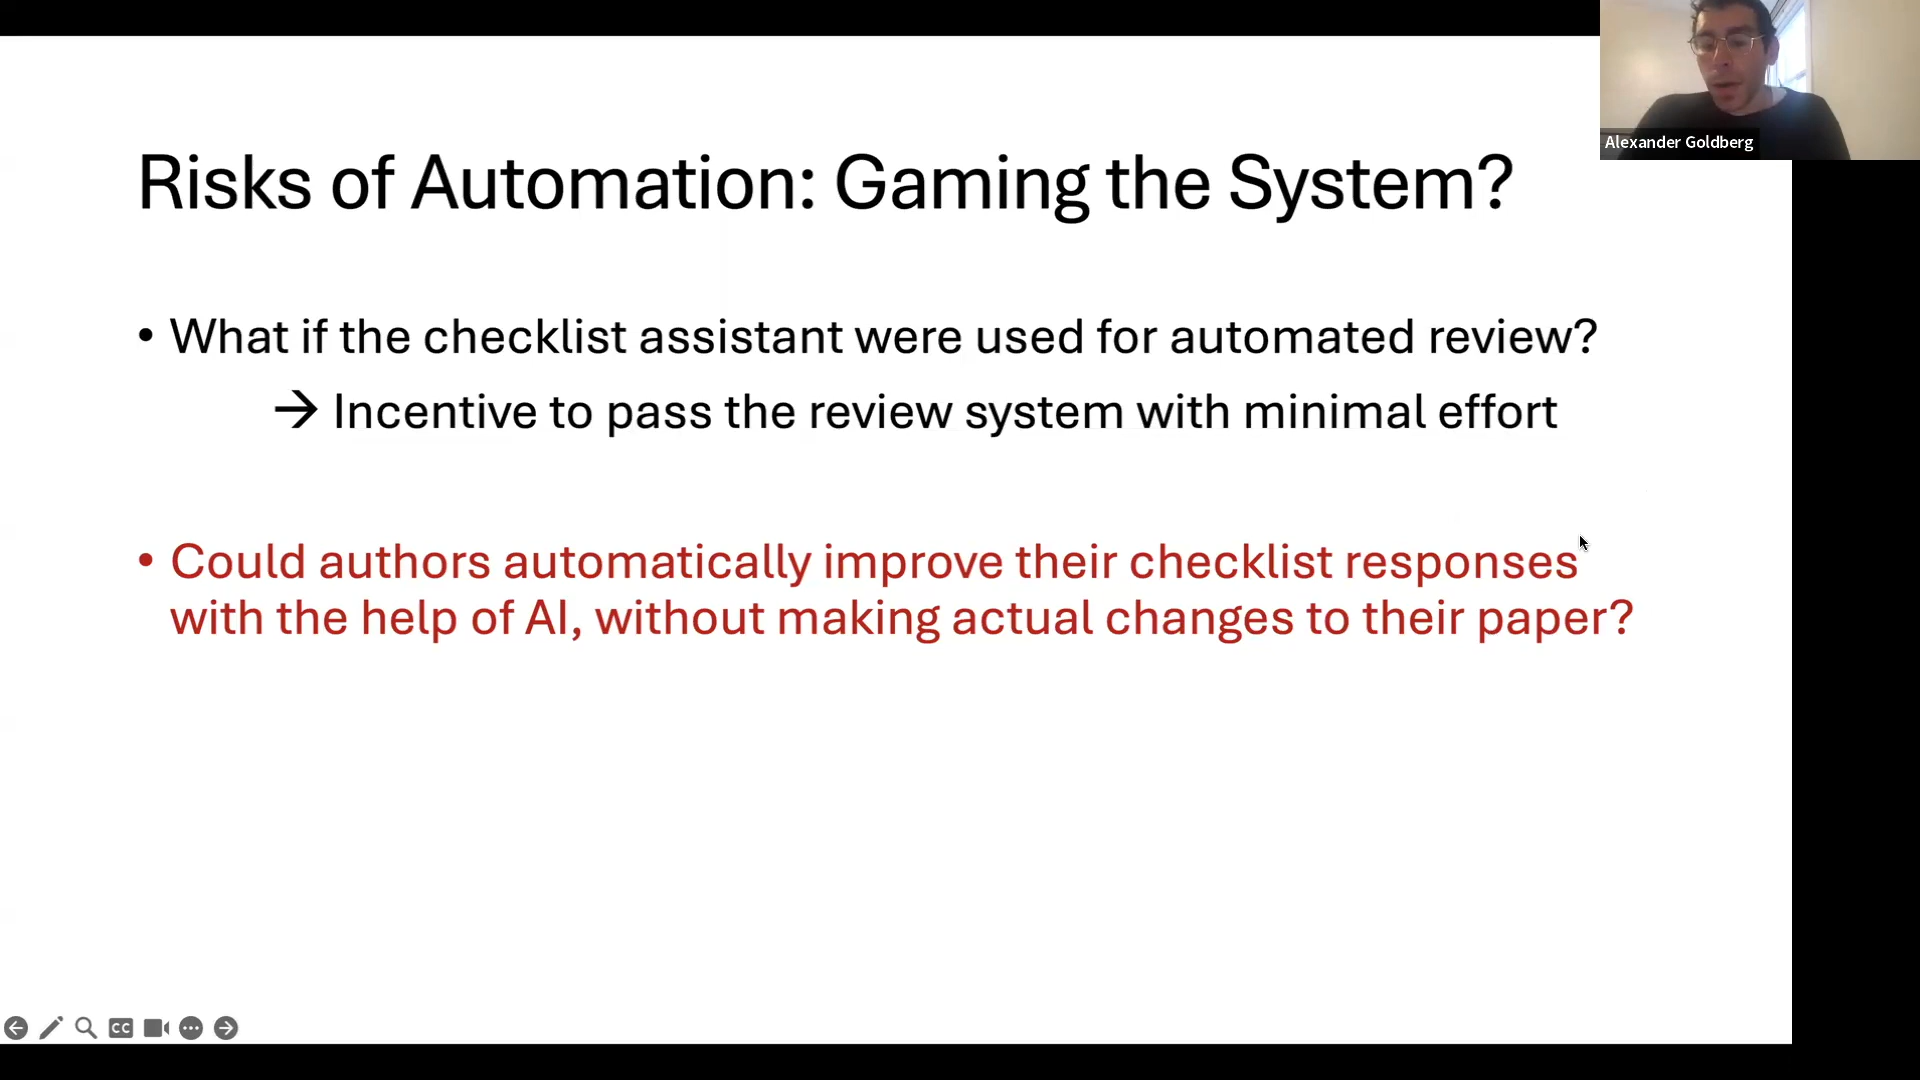 Alexander Goldberg
Risks of Automation: Gaming the System?
• What if the checklist assistant were used for automated review?
→ Incentive to pass the review system with minimal effort
• Could authors automatically improve their checklist responses
with the help of AI, without making actual changes to their paper?
CC